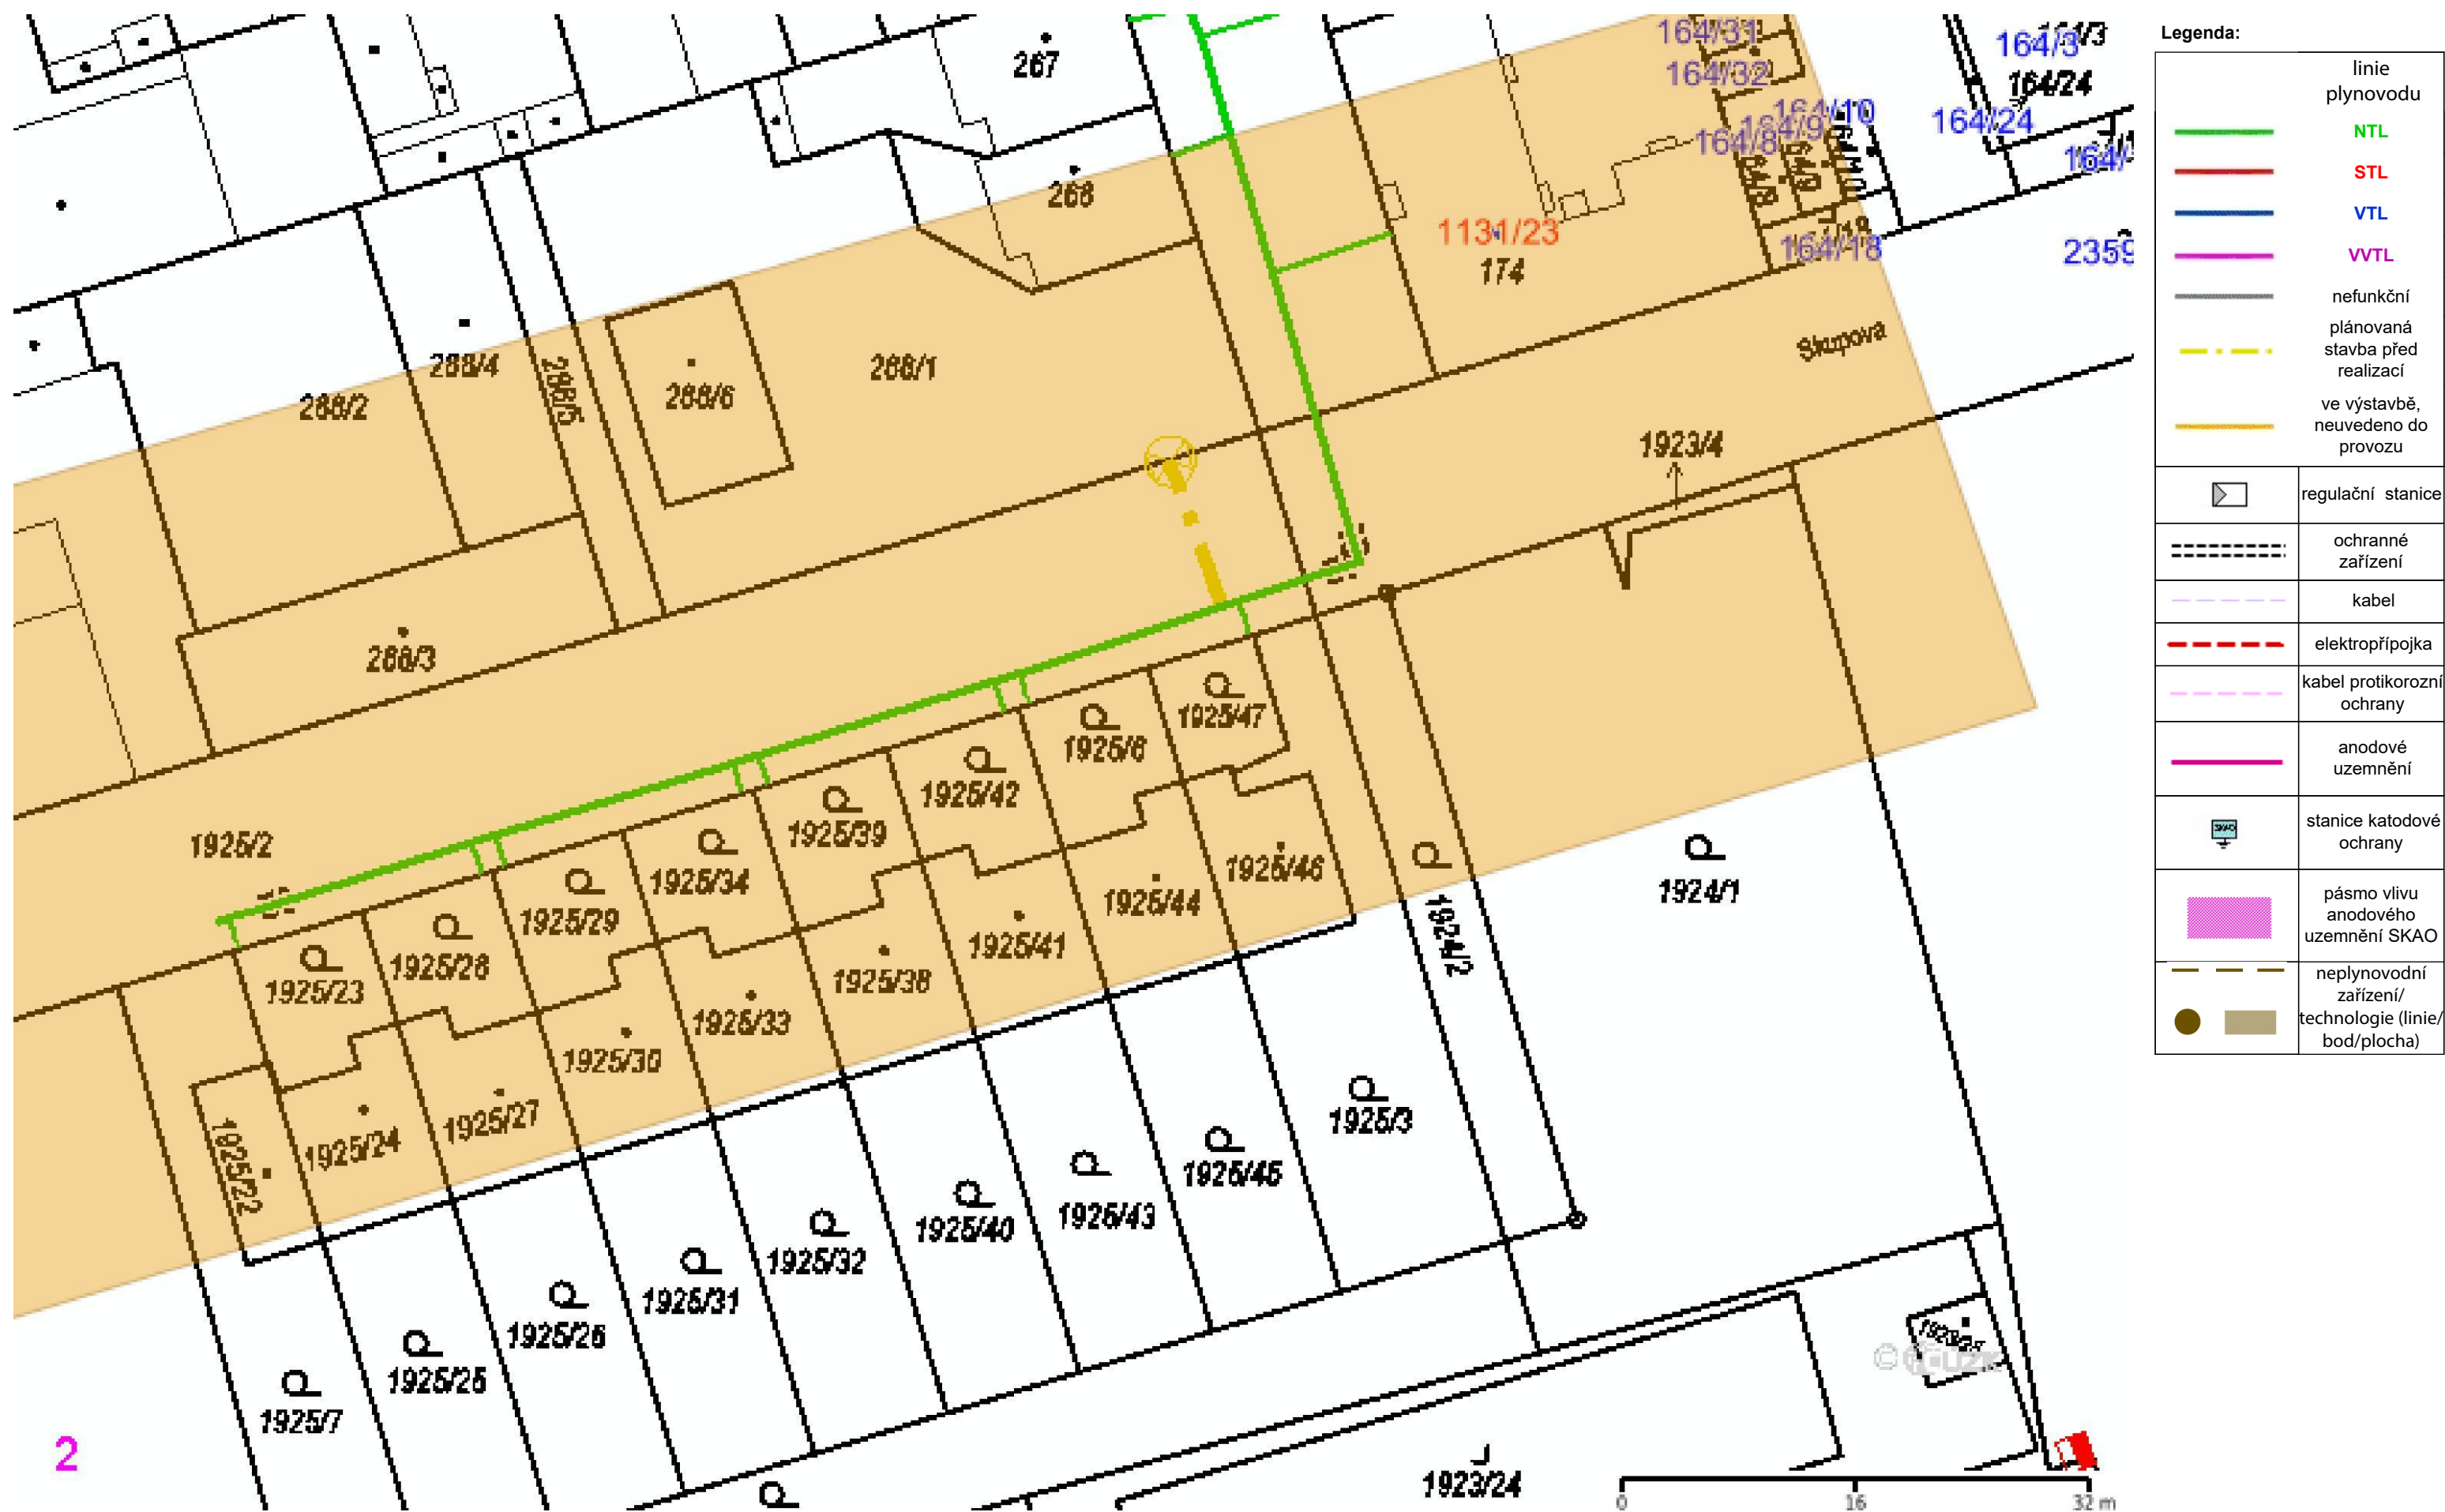 267
268
164/31
164/32
164/10
164/9
164/8
164/3
164/24
164/24
1131/23
174
164/18
Skupova
288/4
288/2
288/5
288/6
288/1
1923/4
288/3
1925/2
1925/47
1925/6
1925/42
1925/39
1925/34
1925/29
1925/28
1925/23
1925/46
1925/44
1925/41
1925/38
1925/33
1925/30
1925/27
1925/24
1925/22
1924/2
1924/1
1925/3
1925/45
1925/43
1925/40
1925/32
1925/31
1925/26
1925/25
1925/7
1923/24
2
0 16 32 m
Legenda:
linie
plynovodu
NTL
STL
VTL
VVTL
nefunkční
plánovaná
stavba před
realizací
ve výstavbě,
neuvedeno do
provozu
regulační stanice
ochranné
zařízení
kabel
elektropřípojka
kabel protikorozní
ochrany
anodové
uzemnění
SKAO
stanice katodové
ochrany
pásmo vlivu
anodového
uzemnění SKAO
neplynovodní
zařízení/
technologie (linie/
bod/plocha)